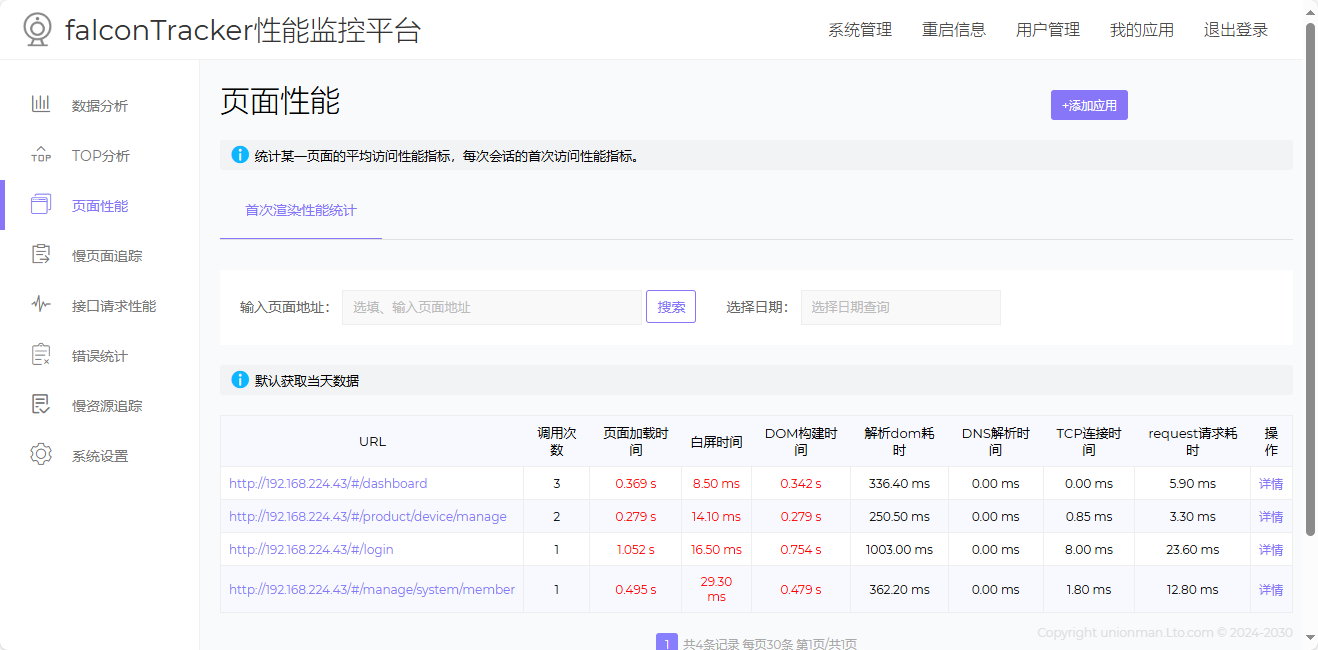 falconTracker性能监控平台
系统管理 重启信息 用户管理 我的应用 退出登录
数据分析
TOP分析
页面性能
慢页面追踪
接口请求性能
错误统计
慢资源追踪
系统设置
页面性能
+添加应用
统计某一页面的平均访问性能指标，每次会话的首次访问性能指标。
首次渲染性能统计
输入页面地址： 选填、输入页面地址 搜索 选择日期： 选择日期查询
默认获取当天数据
URL 调用次数 页面加载时间 白屏时间 DOM构建时间 解析dom耗时 DNS解析时间 TCP连接时间 request请求耗时 操作
http://192.168.224.43/#/dashboard 3 0.369 s 8.50 ms 0.342 s 336.40 ms 0.00 ms 0.00 ms 5.90 ms 详情
http://192.168.224.43/#/product/device/manage 2 0.279 s 14.10 ms 0.279 s 250.50 ms 0.00 ms 0.85 ms 3.30 ms 详情
http://192.168.224.43/#/login 1 1.052 s 16.50 ms 0.754 s 1003.00 ms 0.00 ms 8.00 ms 23.60 ms 详情
http://192.168.224.43/#/manage/system/member 1 0.495 s 29.30 ms 0.479 s 362.20 ms 0.00 ms 1.80 ms 12.80 ms 详情
Copyright unionman.Lto.com © 2024-2030
1 共4条记录 每页30条 第1页/共1页